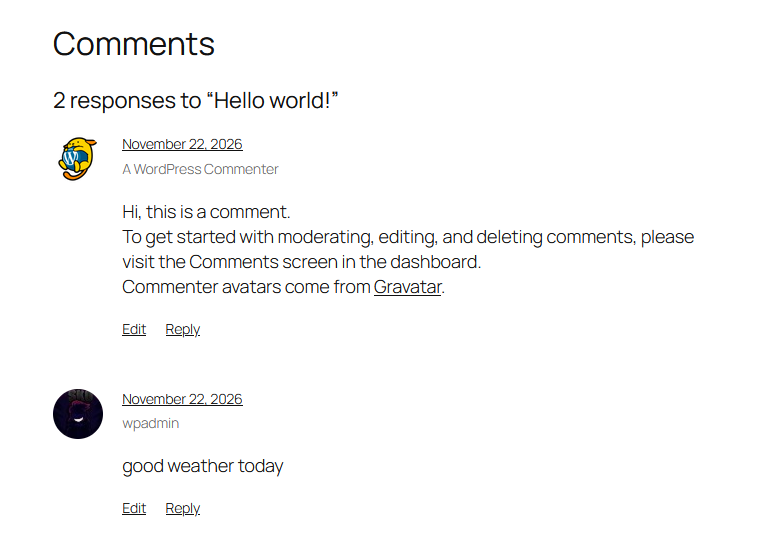 Comments
2 responses to “Hello world!”
November 22, 2026
A WordPress Commenter
Hi, this is a comment.
To get started with moderating, editing, and deleting comments, please
visit the Comments screen in the dashboard.
Commenter avatars come from Gravatar.
Edit Reply
November 22, 2026
wpadmin
good weather today
Edit Reply